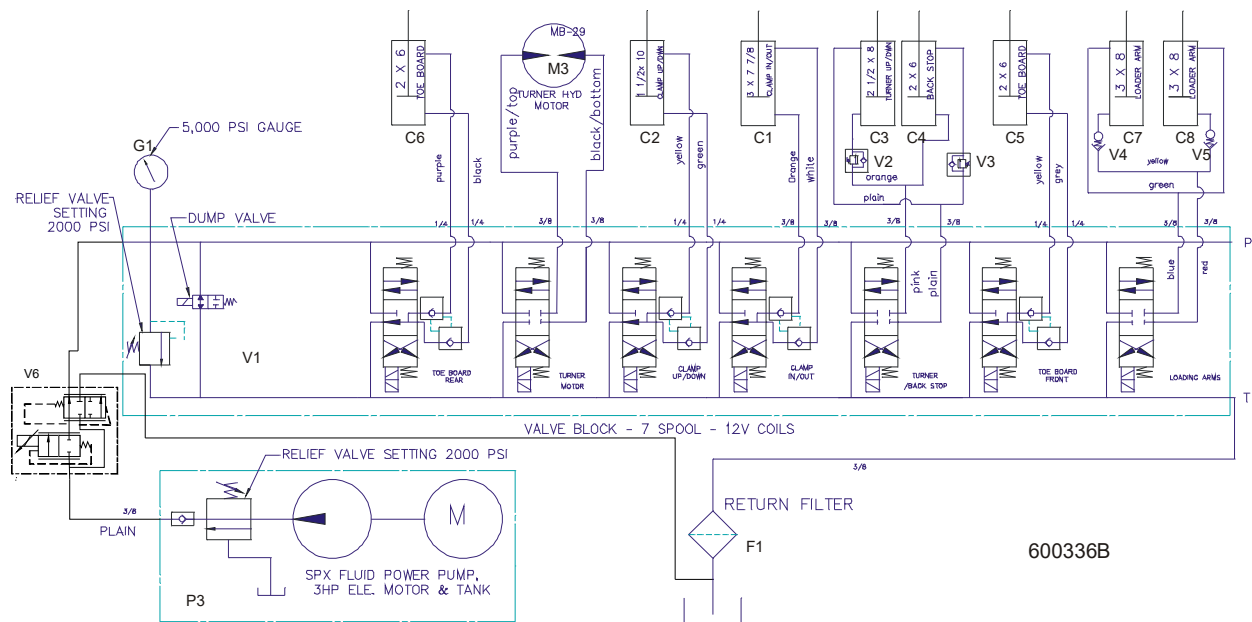 MB-29
M3
TURNER HYD
MOTOR
purple/top
black/bottom
2 X 6
TOE BOARD
C6
purple
black
1 1/2x 10
CLAMP UP/DWN
C2
yellow
green
3 X 7 7/8
CLAMP IN/OUT
C1
Orange
White
2 1/2 X 8
TURNER UP/DWN
C3
2 X 6
BACK STOP
C4
V2
V3
orange
plain
2 X 6
TOE BOARD
C5
yellow
grey
3 X 8
LOADER ARM
C7
3 X 8
LOADER ARM
C8
V4
V5
yellow
green
G1
5,000 PSI GAUGE
RELIEF VALVE
SETTING
2000 PSI
DUMP VALVE
1/4
1/4
3/8
3/8
1/4
1/4
3/8
3/8
3/8
3/8
1/4
1/4
3/8
3/8
P
pink
plain
blue
red
V1
V6
TOE BOARD
REAR
TURNER
MOTOR
CLAMP
UP/DOWN
CLAMP
IN/OUT
TURNER
/BACK STOP
TOE BOARD
FRONT
LOADING ARMS
T
VALVE BLOCK - 7 SPOOL - 12V COILS
RELIEF VALVE SETTING 2000 PSI
3/8
3/8
PLAIN
M
RETURN FILTER
F1
600336B
SPX FLUID POWER PUMP,
3HP ELE. MOTOR & TANK
P3